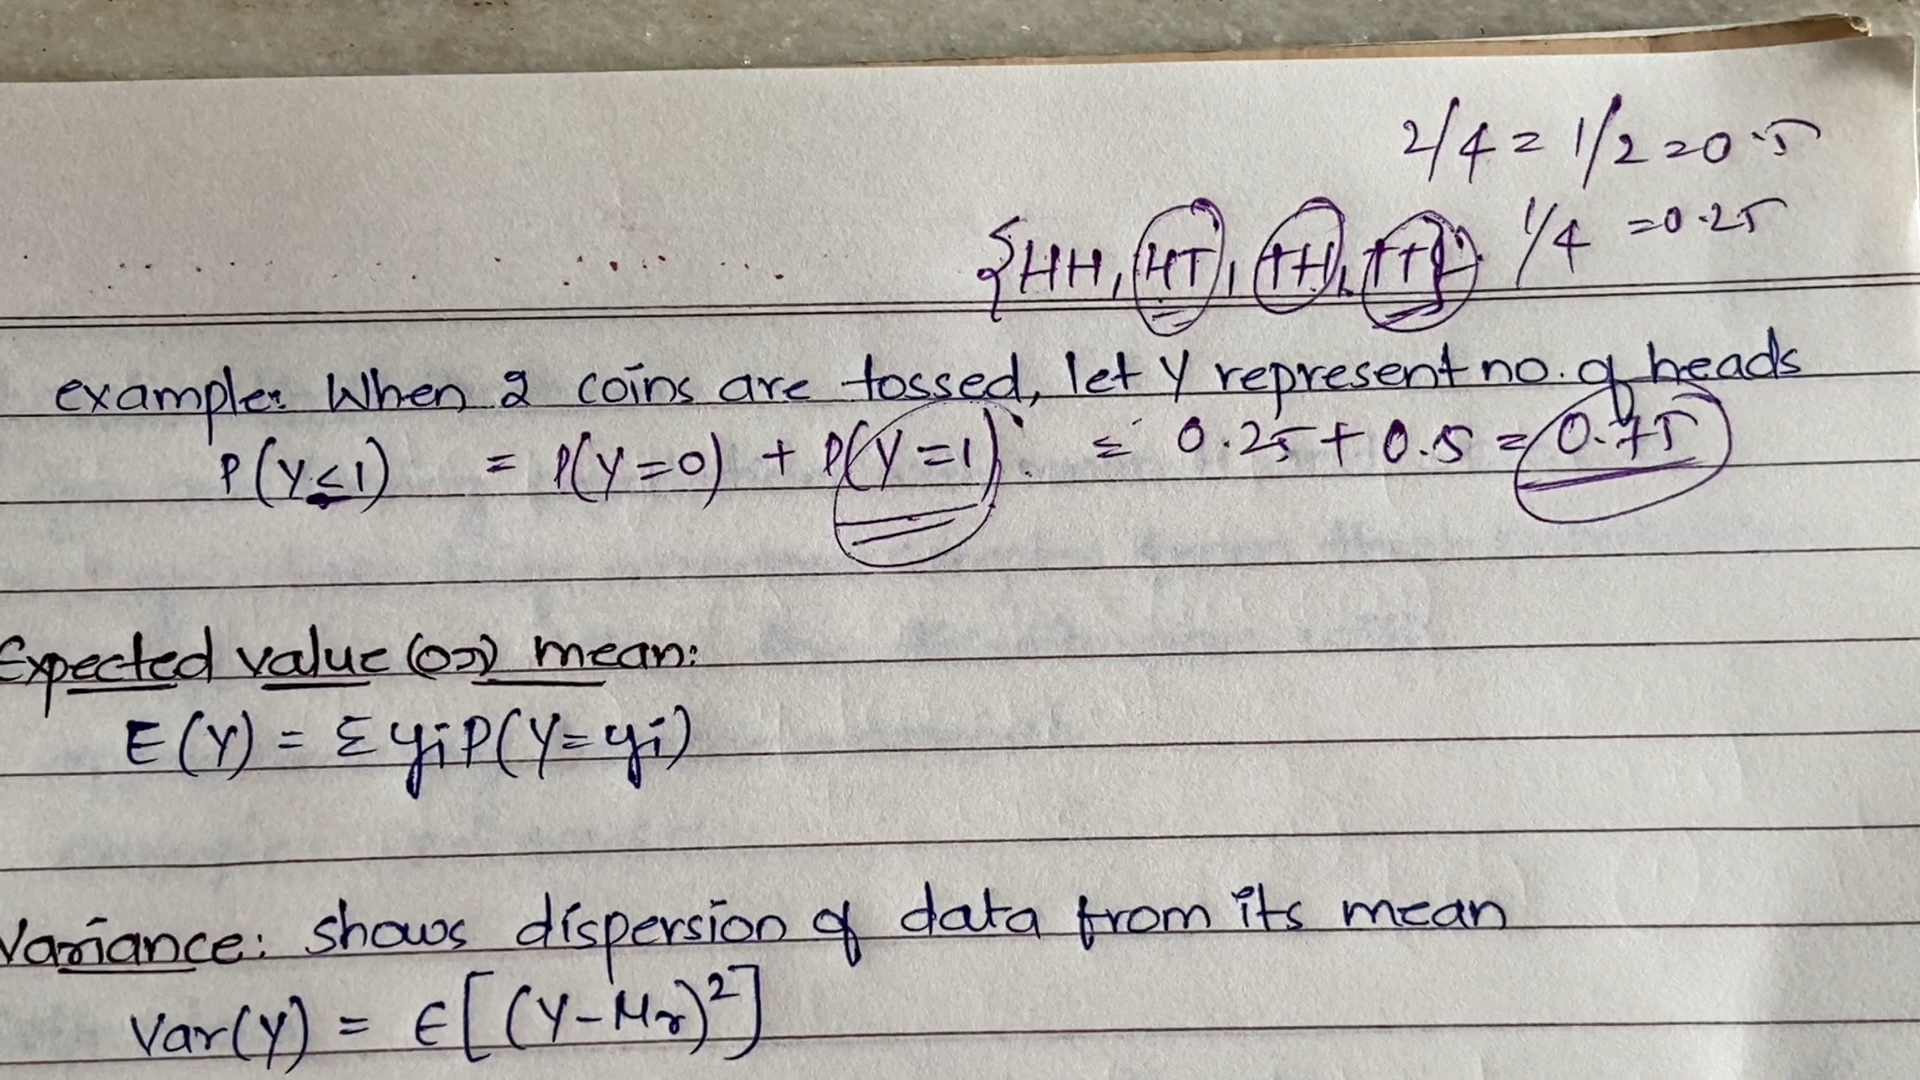 2/4 = 1/2 = 0.5
{HH, HT, TH, TT} 1/4 = 0.25
example: When 2 coins are tossed, let Y represent no. of heads
P(Y≤1) = P(Y=0) + P(Y=1) = 0.25 + 0.5 = 0.75
Expected value (or) mean:
E(Y) = Σ yi P(Y=yi)
Variance: shows dispersion of data from its mean
Var(Y) = E[(Y-μr)²]